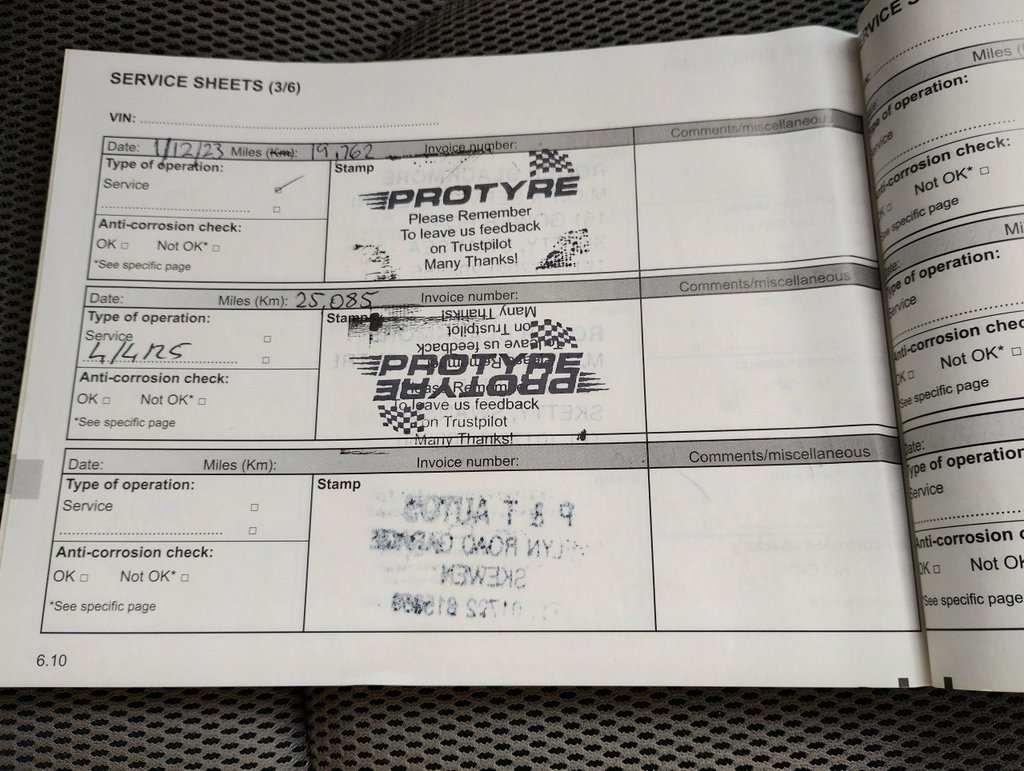 SERVICE SHEETS (3/6)
VIN:
Date: 1/12/23 Miles (Km): 19,762 Invoice number: Comments/miscellaneous
Type of operation: Stamp
Service
PROTYRE
Please Remember
To leave us feedback
on Trustpilot
Many Thanks!
Anti-corrosion check:
OK □ Not OK* □
*See specific page
Date: Miles (Km): 25,085 Invoice number: Comments/miscellaneous
Type of operation: Stamp
Service
4/4/25
Many Thanks!
on Trustpilot
To leave us feedback
Please Remember
PROTYRE
PROTYRE
Please Remember
To leave us feedback
on Trustpilot
Many Thanks!
Anti-corrosion check:
OK □ Not OK* □
*See specific page
Date: Miles (Km): Invoice number: Comments/miscellaneous
Type of operation: Stamp
Service
P & T AUTOS
ROAD GARAGE
SKEWEN
Anti-corrosion check:
OK □ Not OK* □
*See specific page
6.10
Miles
of operation:
Service
Anti-corrosion check:
OK □ Not OK* □
*See specific page
Date:
Type of operation:
Service
Anti-corrosion
OK □ Not OK* □
*See specific page
Date:
Type of operation
Service
Anti-corrosion
OK □ Not
*See specific page